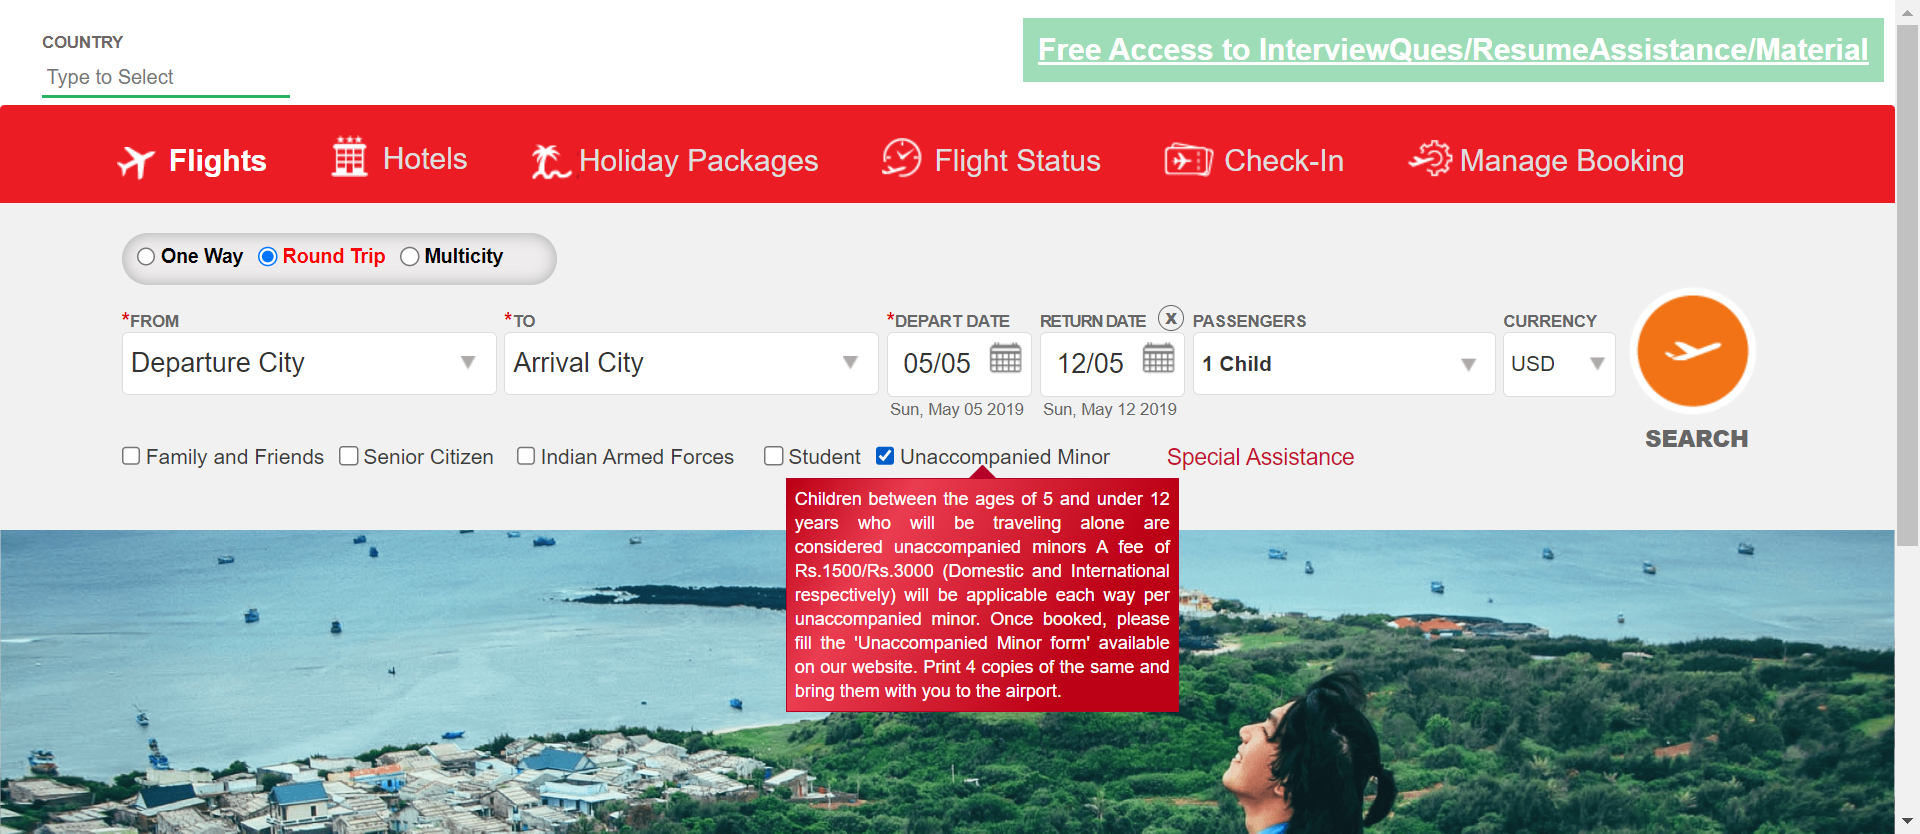 COUNTRY
Type to Select
Free Access to InterviewQues/ResumeAssistance/Material
Flights
Hotels
Holiday Packages
Flight Status
Check-In
Manage Booking
One Way
Round Trip
Multicity
*FROM
*TO
*DEPART DATE
RETURN DATE
X
PASSENGERS
CURRENCY
Departure City
Arrival City
05/05
12/05
1 Child
USD
Sun, May 05 2019
Sun, May 12 2019
SEARCH
Family and Friends
Senior Citizen
Indian Armed Forces
Student
Unaccompanied Minor
Special Assistance
Children between the ages of 5 and under 12
years who will be traveling alone are
considered unaccompanied minors A fee of
Rs.1500/Rs.3000 (Domestic and International
respectively) will be applicable each way per
unaccompanied minor. Once booked, please
fill the 'Unaccompanied Minor form' available
on our website. Print 4 copies of the same and
bring them with you to the airport.